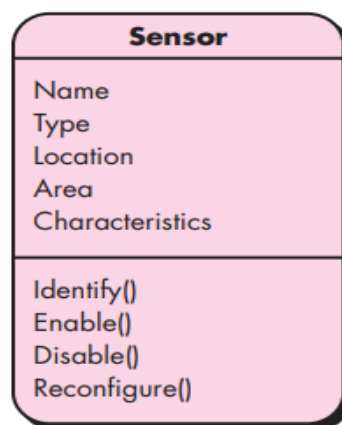 Sensor
Name
Type
Location
Area
Characteristics
Identify()
Enable()
Disable()
Reconfigure()